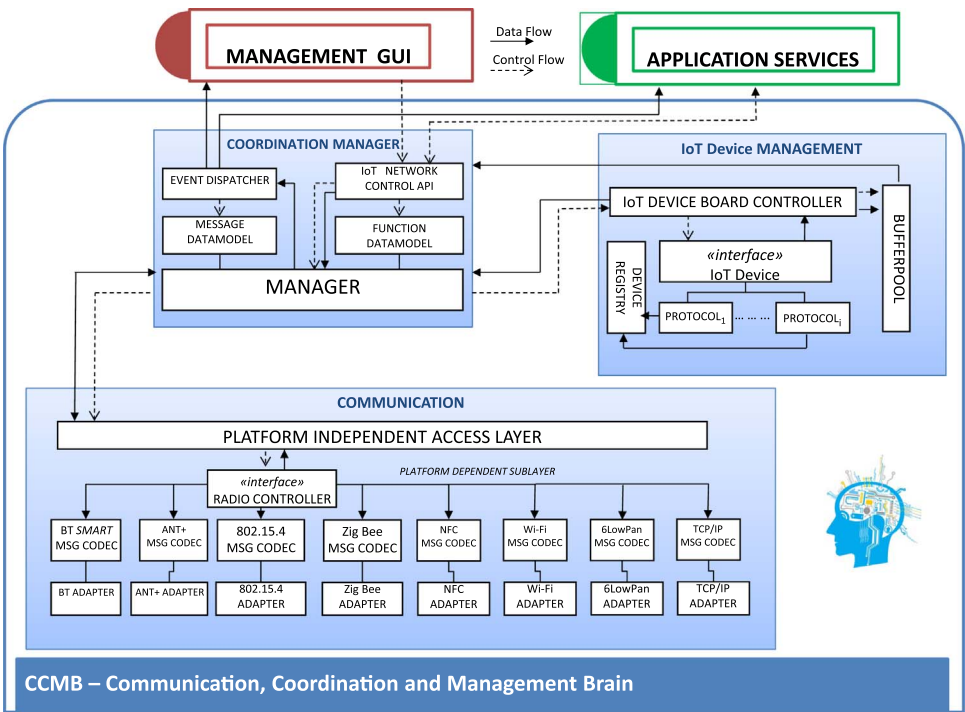 MANAGEMENT GUI
Data Flow
Control Flow
APPLICATION SERVICES
COORDINATION MANAGER
EVENT DISPATCHER
IoT NETWORK
CONTROL API
MESSAGE
DATAMODEL
FUNCTION
DATAMODEL
MANAGER
IoT Device MANAGEMENT
IoT DEVICE BOARD CONTROLLER
«interface»
IoT Device
DEVICE
REGISTRY
PROTOCOL1
... ... ...
PROTOCOLi
BUFFERPOOL
COMMUNICATION
PLATFORM INDEPENDENT ACCESS LAYER
«interface»
RADIO CONTROLLER
PLATFORM DEPENDENT SUBLAYER
BT SMART
MSG CODEC
ANT+
MSG CODEC
802.15.4
MSG CODEC
Zig Bee
MSG CODEC
NFC
MSG CODEC
Wi-Fi
MSG CODEC
6LowPan
MSG CODEC
TCP/IP
MSG CODEC
BT ADAPTER
ANT+ ADAPTER
802.15.4
ADAPTER
Zig Bee
ADAPTER
NFC
ADAPTER
Wi-Fi
ADAPTER
6LowPan
ADAPTER
TCP/IP
ADAPTER
CCMB – Communication, Coordination and Management Brain